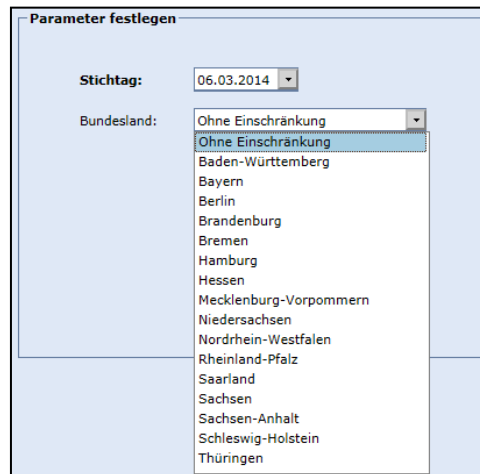 Parameter festlegen
Stichtag: 06.03.2014
Bundesland: Ohne Einschränkung
Ohne Einschränkung
Baden-Württemberg
Bayern
Berlin
Brandenburg
Bremen
Hamburg
Hessen
Mecklenburg-Vorpommern
Niedersachsen
Nordrhein-Westfalen
Rheinland-Pfalz
Saarland
Sachsen
Sachsen-Anhalt
Schleswig-Holstein
Thüringen